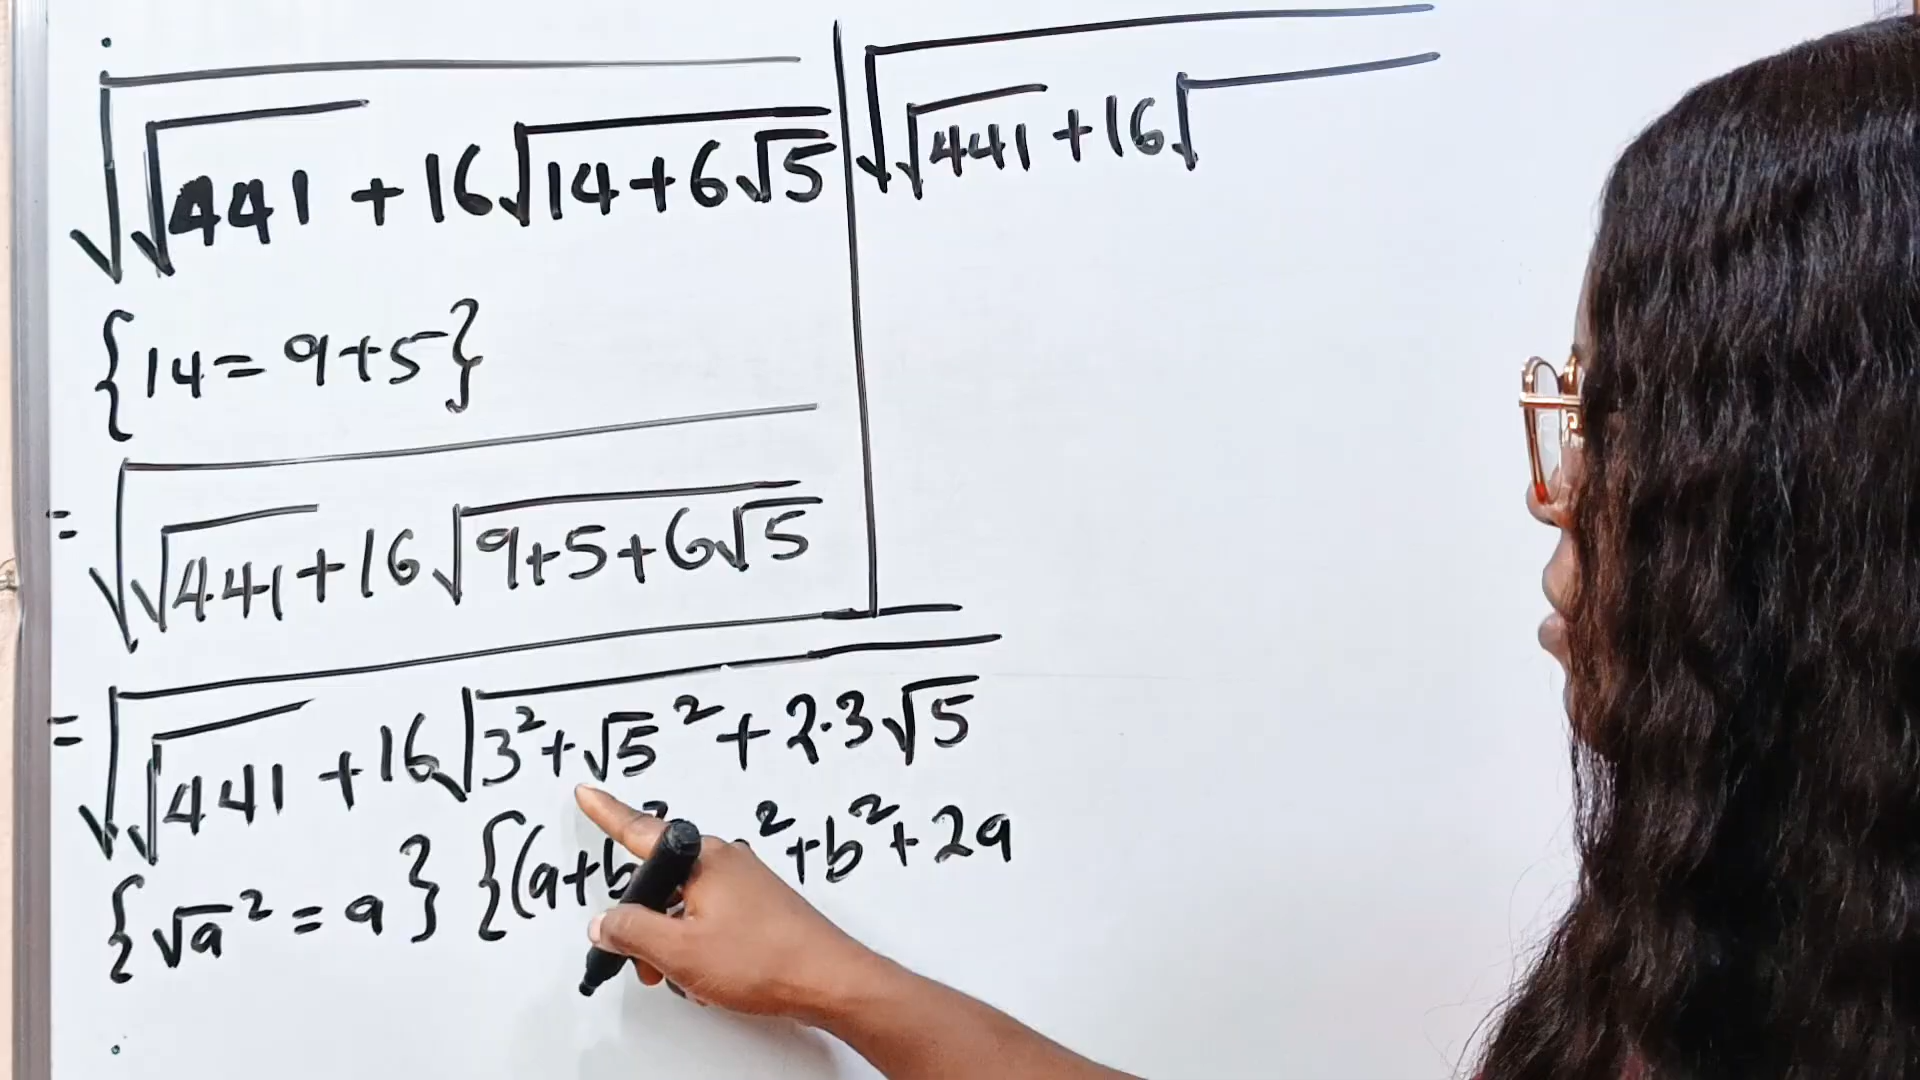 √(√441 + 16√(14+6√5))
{14 = 9+5}
= √(√441 + 16√(9+5+6√5))
= √(√441 + 16√(3²+√5²+2·3√5))
{√a² = a} {(a+b ²+b²+2a
√(√441 + 16√